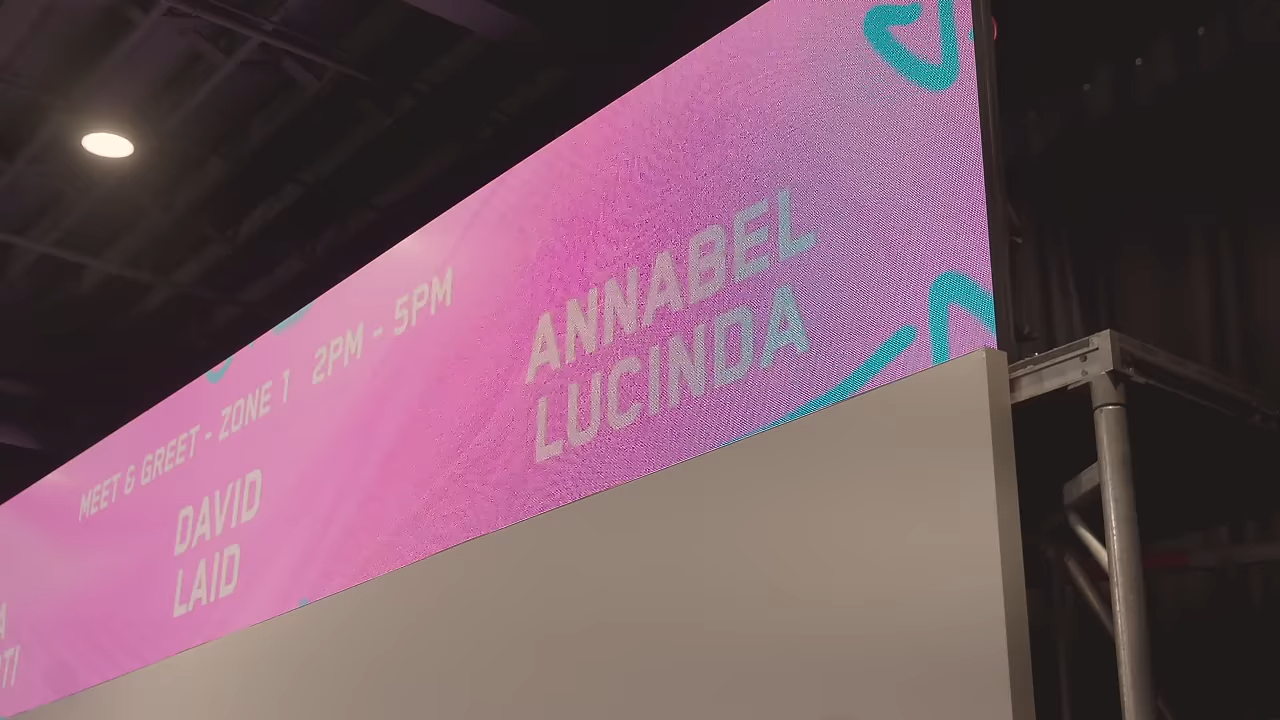 MEET & GREET - ZONE 1 2PM - 5PM
DAVID
LAID
ANNABEL
LUCINDA